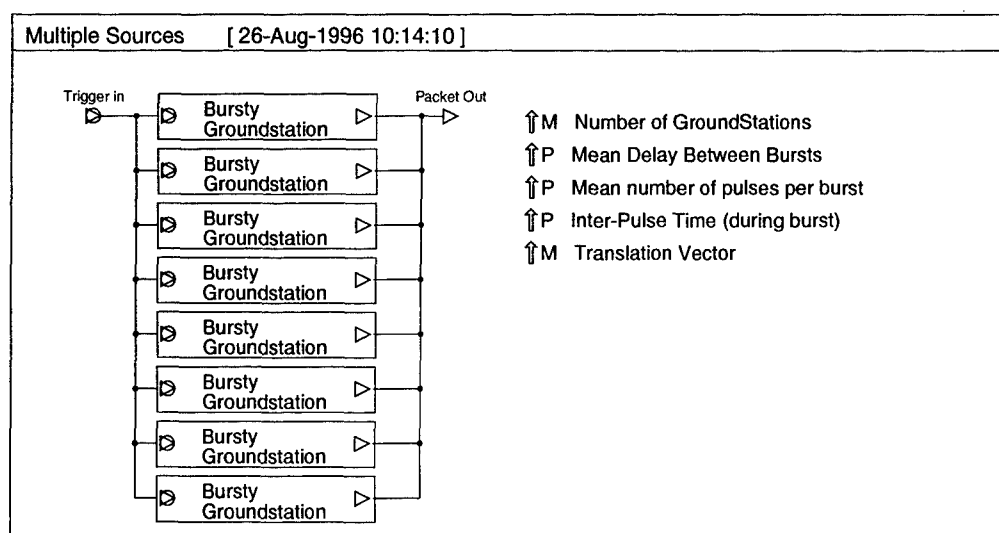 Multiple Sources [ 26-Aug-1996 10:14:10 ]
Trigger in
Packet Out
Bursty
Groundstation
Bursty
Groundstation
Bursty
Groundstation
Bursty
Groundstation
Bursty
Groundstation
Bursty
Groundstation
Bursty
Groundstation
Bursty
Groundstation
⇧M Number of GroundStations
⇧P Mean Delay Between Bursts
⇧P Mean number of pulses per burst
⇧P Inter-Pulse Time (during burst)
⇧M Translation Vector